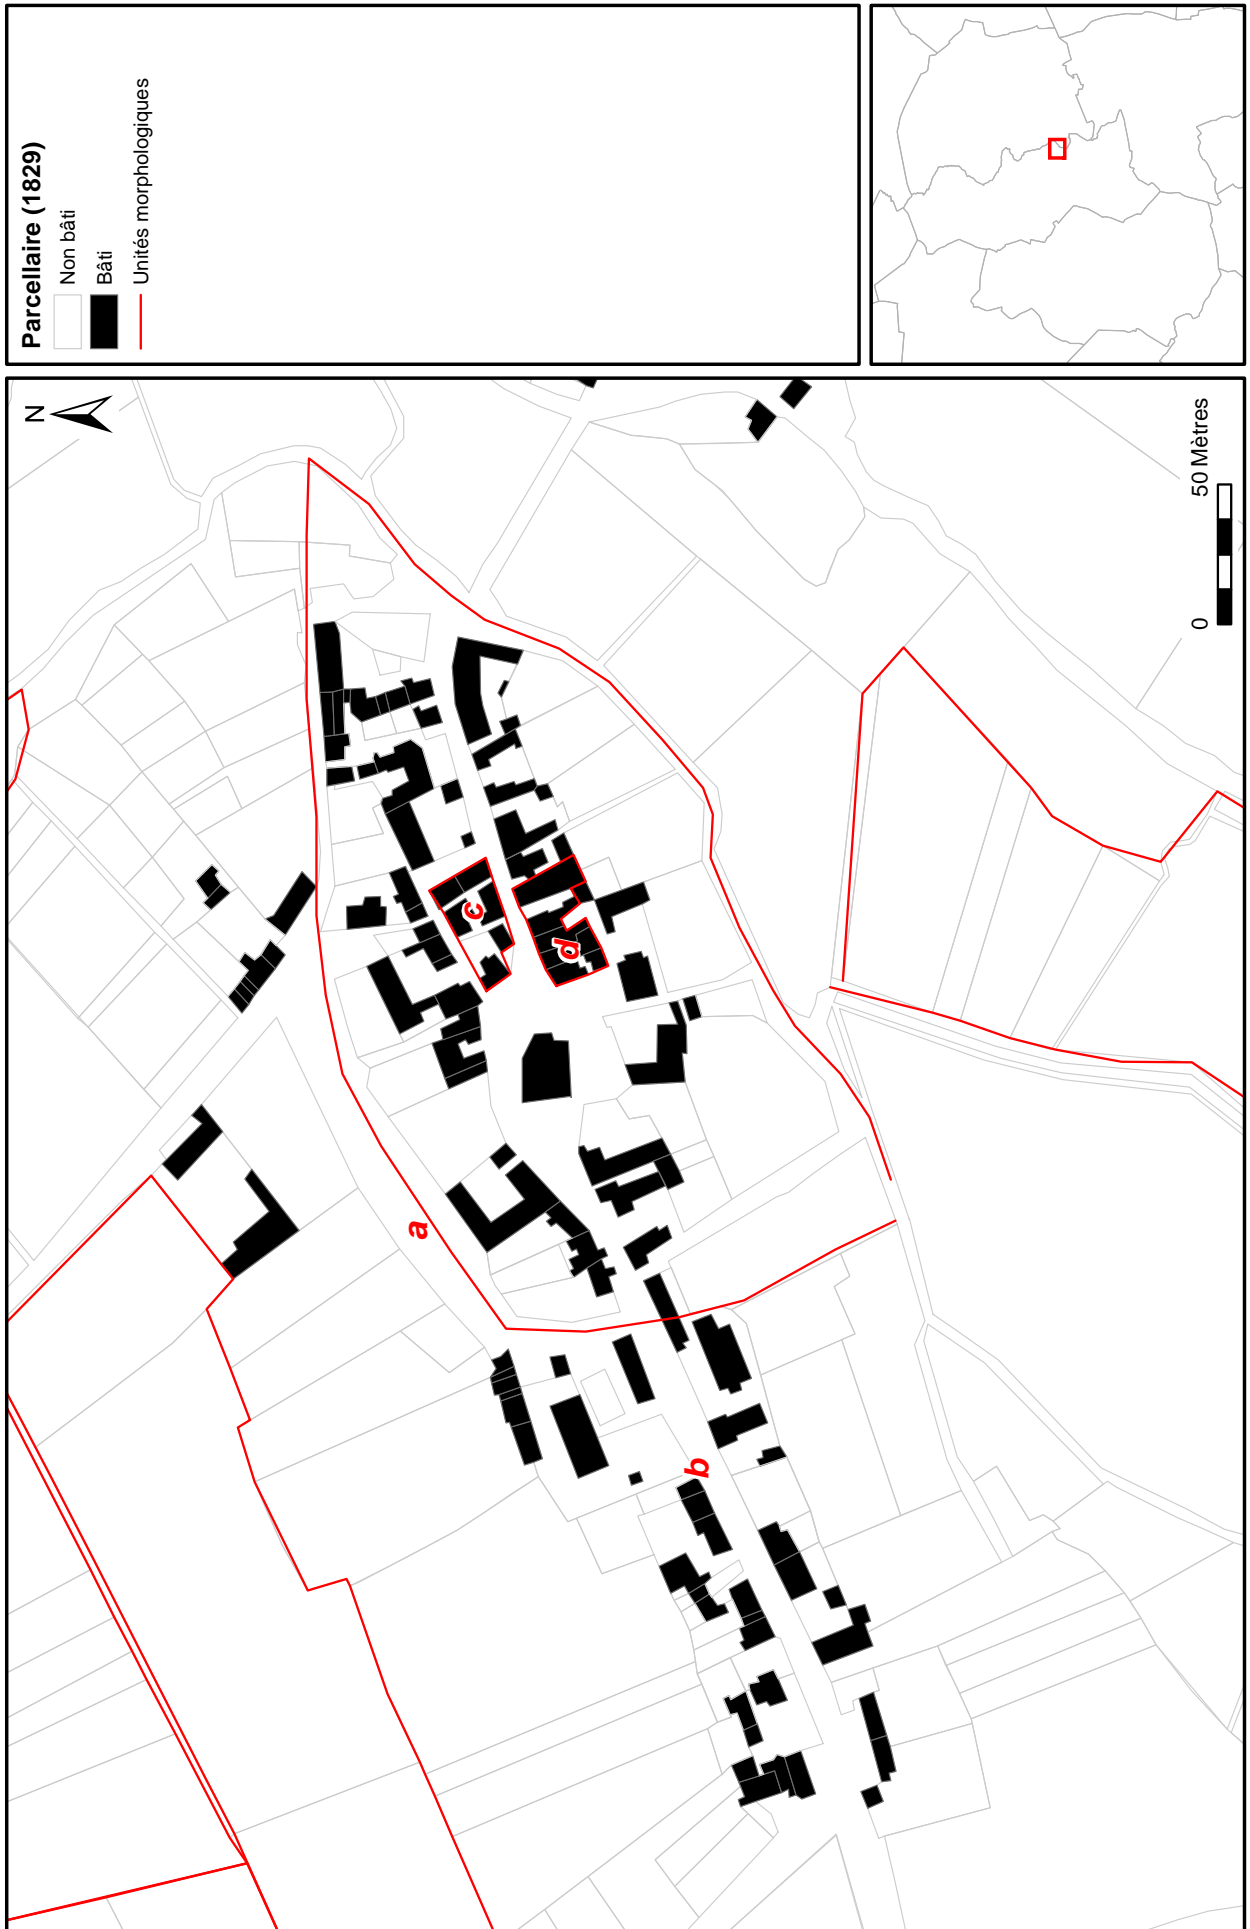 Parcellaire (1829)
Non bâti
Bâti
Unités morphologiques
N
a
b
c
d
0 50 Mètres